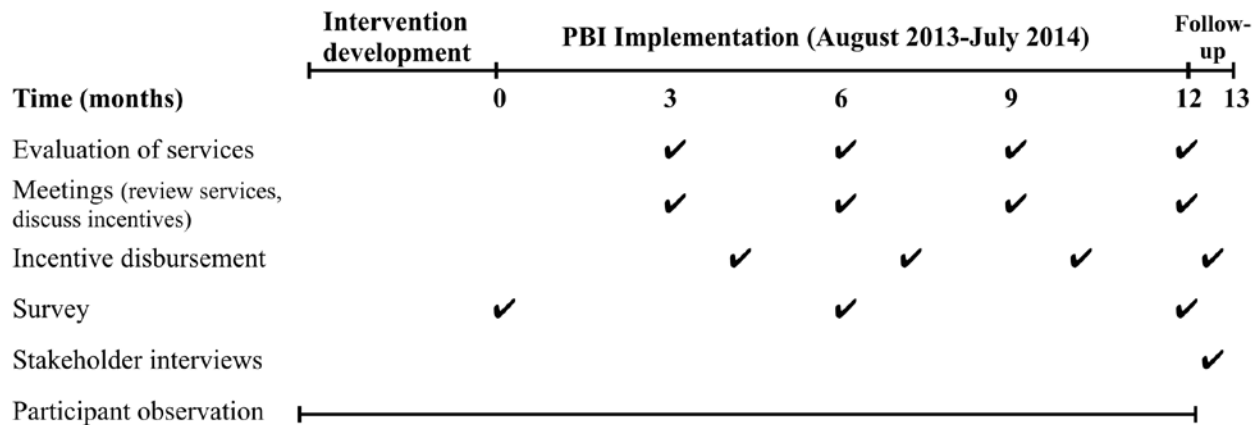 Intervention
development
PBI Implementation (August 2013-July 2014)
Follow-
up
Time (months)
0
3
6
9
12
13
Evaluation of services
Meetings (review services,
discuss incentives)
Incentive disbursement
Survey
Stakeholder interviews
Participant observation